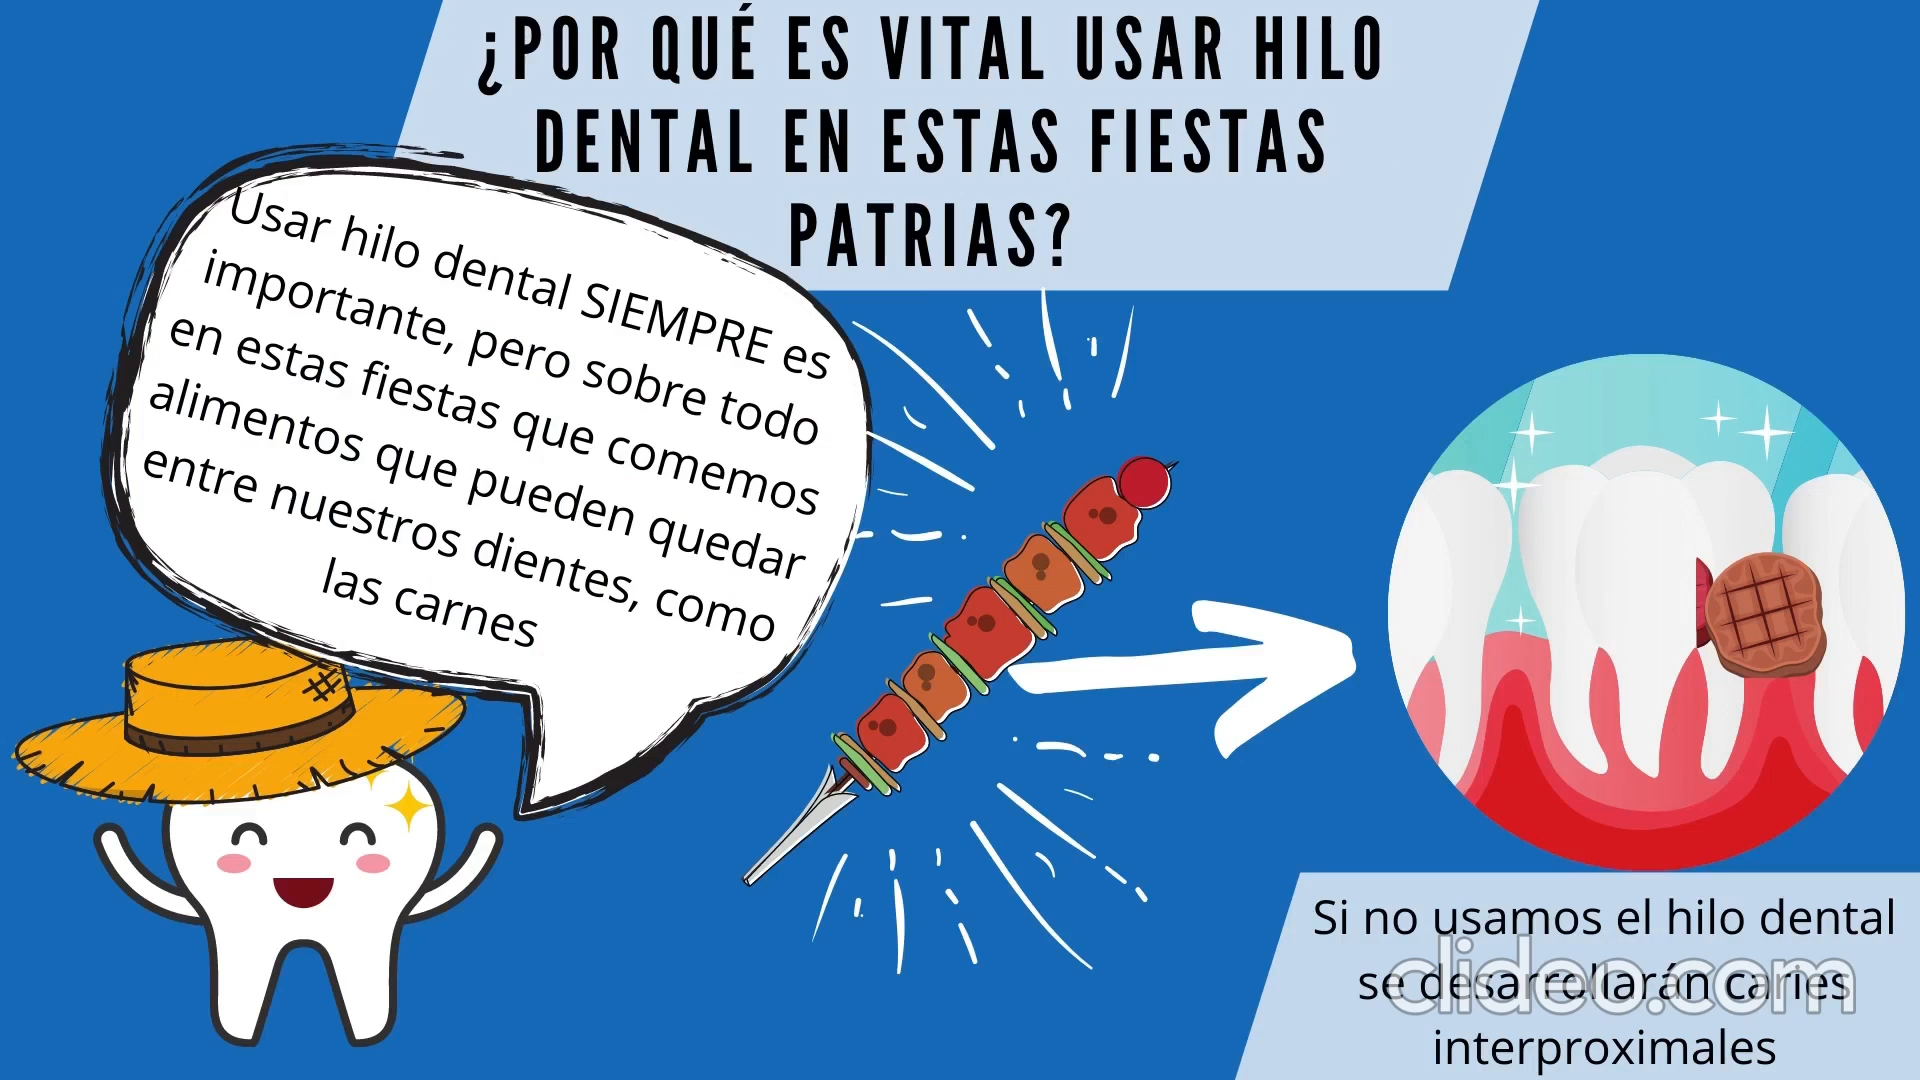 ¿POR QUÉ ES VITAL USAR HILO
DENTAL EN ESTAS FIESTAS
PATRIAS?
Usar hilo dental SIEMPRE es
importante, pero sobre todo
en estas fiestas que comemos
alimentos que pueden quedar
entre nuestros dientes, como
las carnes
Si no usamos el hilo dental
se desarrollarán caries
interproximales
clideo.com